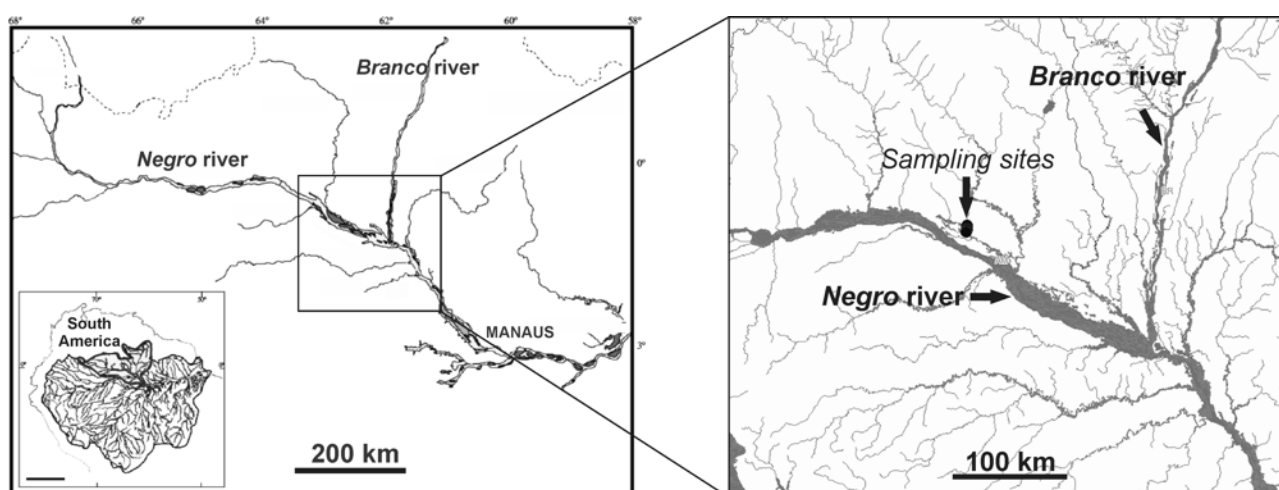 68°
66°
64°
62°
60°
58°
Branco river
Negro river
0°
MANAUS
3°
South
America
200 km
Branco river
Sampling sites
Negro river
100 km